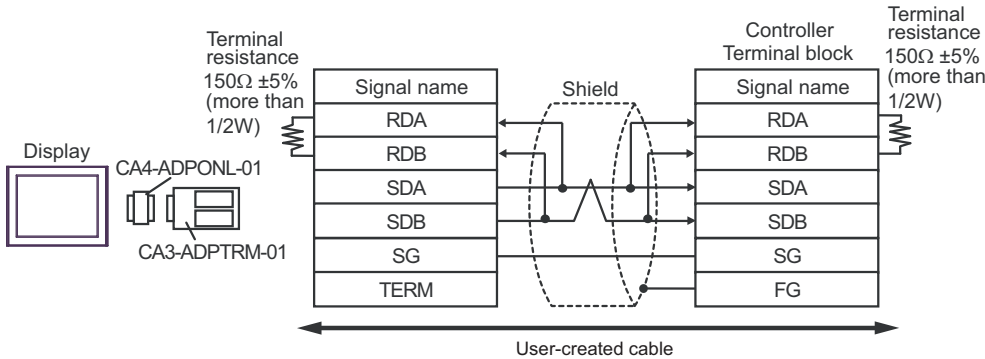 Terminal
resistance
150Ω ±5%
(more than
1/2W)
Display
CA4-ADPONL-01
CA3-ADPTRM-01
Signal name
RDA
RDB
SDA
SDB
SG
TERM
Shield
Controller
Terminal block
Signal name
RDA
RDB
SDA
SDB
SG
FG
Terminal
resistance
150Ω ±5%
(more than
1/2W)
User-created cable